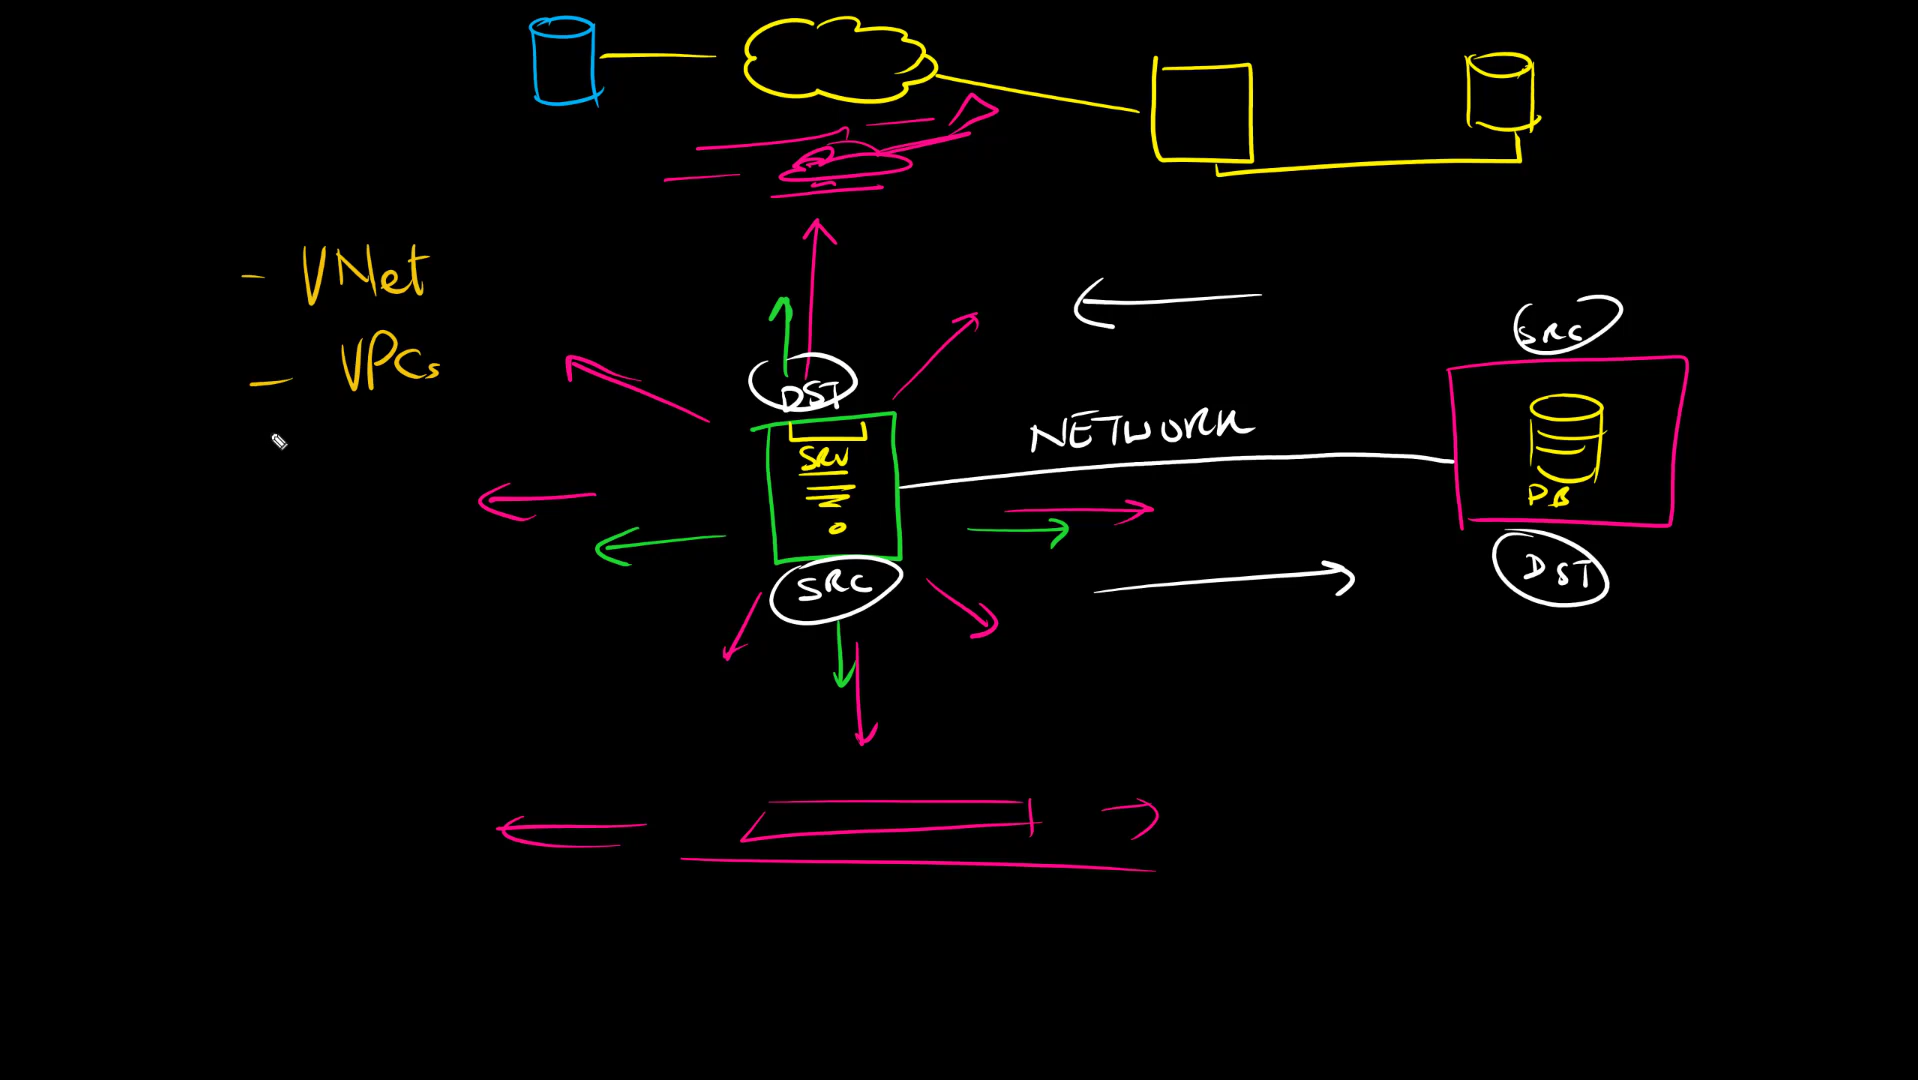 - VNet
- VPCs
SRC
DST
NETWORK
SRV
DB
SRC
DST